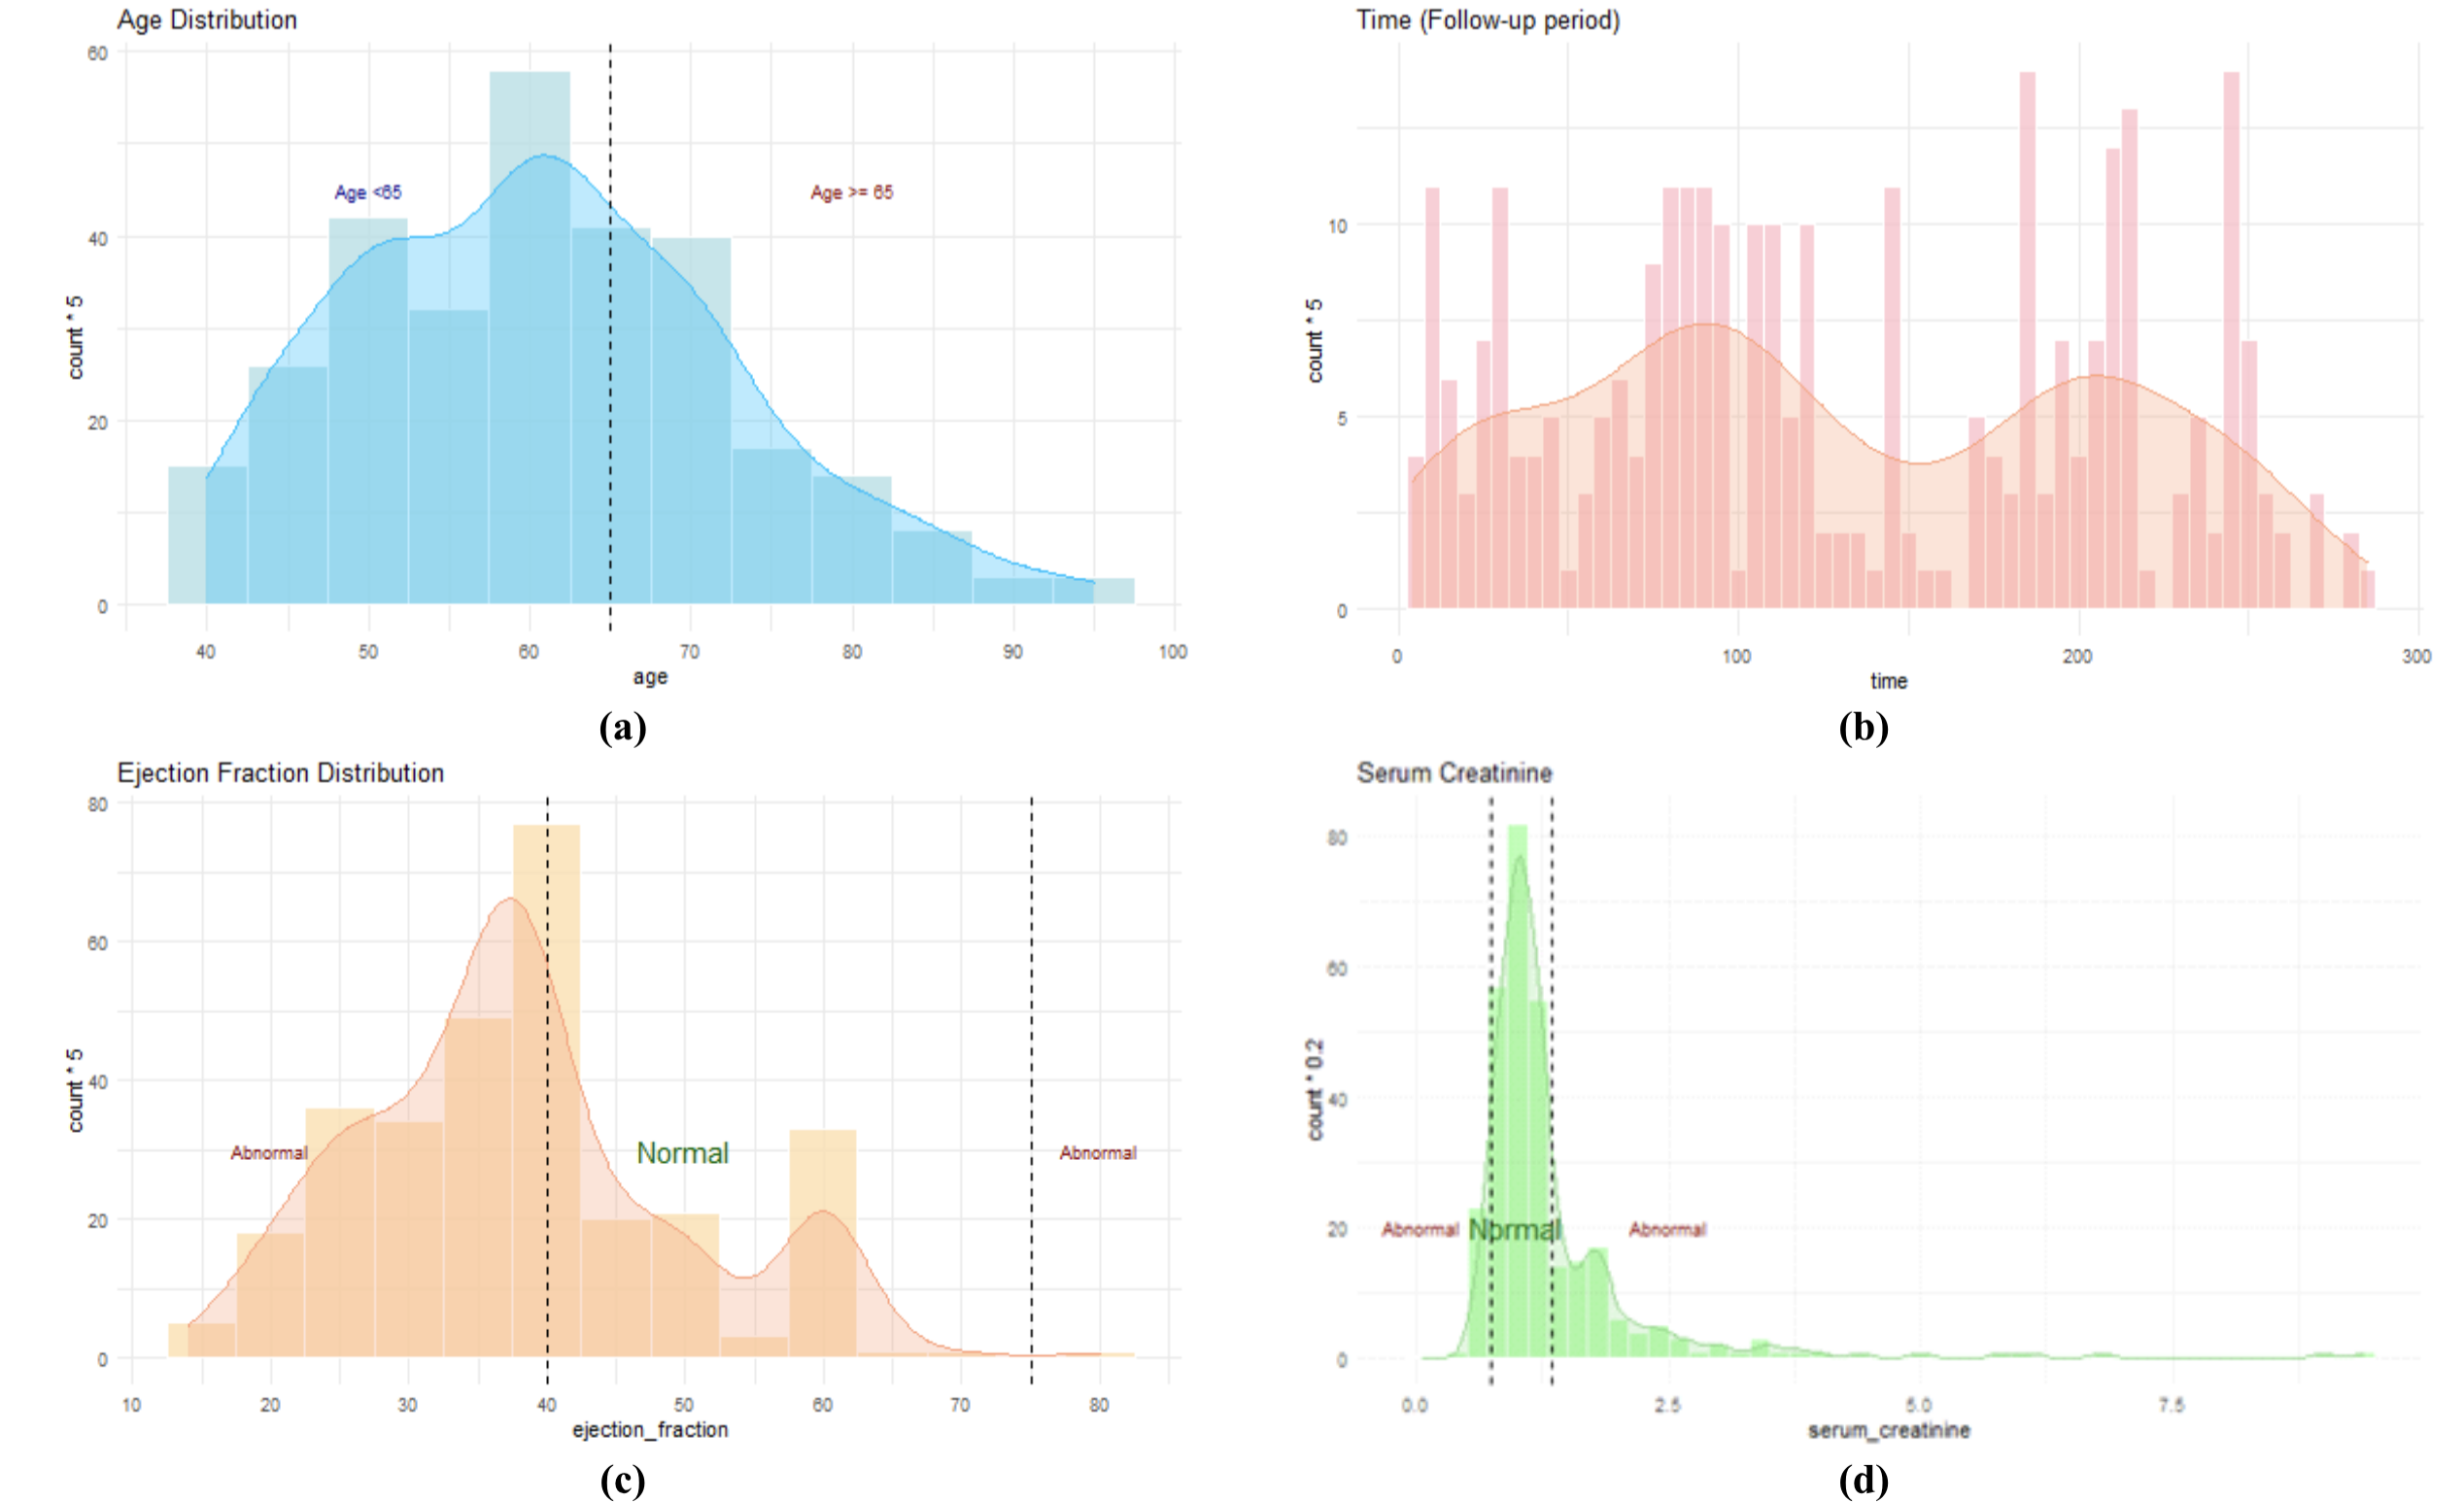 Age Distribution
60
40
20
0
count * 5
Age <65
Age >= 65
40 50 60 70 80 90 100
age
(a)
Time (Follow-up period)
10
5
0
count * 5
0 100 200 300
time
(b)
Ejection Fraction Distribution
80
60
40
20
0
count * 5
Abnormal
Normal
Abnormal
10 20 30 40 50 60 70 80
ejection_fraction
(c)
Serum Creatinine
80
60
40
20
0
count * 0.2
Abnormal
Normal
Abnormal
0.0 2.5 5.0 7.5
serum_creatinine
(d)